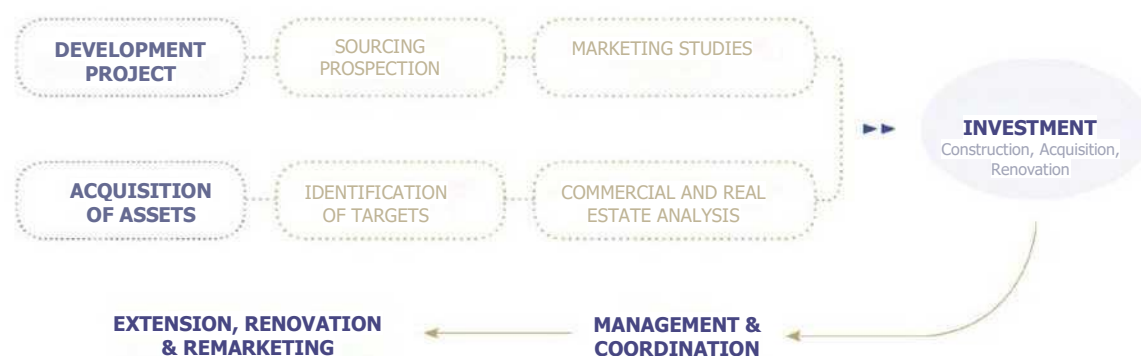 DEVELOPMENT
PROJECT
SOURCING
PROSPECTION
MARKETING STUDIES
INVESTMENT
Construction, Acquisition,
Renovation
ACQUISITION
OF ASSETS
IDENTIFICATION
OF TARGETS
COMMERCIAL AND REAL
ESTATE ANALYSIS
EXTENSION, RENOVATION
& REMARKETING
MANAGEMENT &
COORDINATION